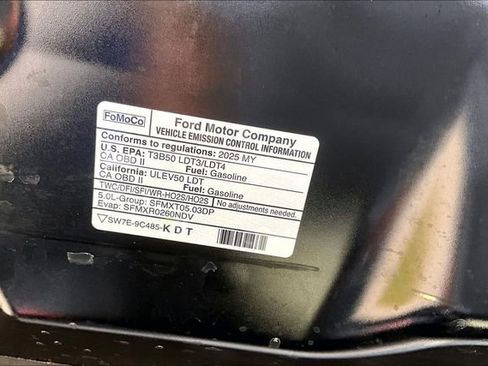 FoMoCo
Ford Motor Company
VEHICLE EMISSION CONTROL INFORMATION
Conforms to regulations: 2025 MY
U.S. EPA: T3B50 LDT3/LDT4
CA OBD II Fuel: Gasoline
California: ULEV50 LDT
CA OBD II Fuel: Gasoline
TWC/DFI/SFI/WR-HO2S/HO2S
No adjustments needed.
5.0L-Group: SFMXT05.03DP
Evap: SFMXR0260NDV
SW7E-9C485-KDT